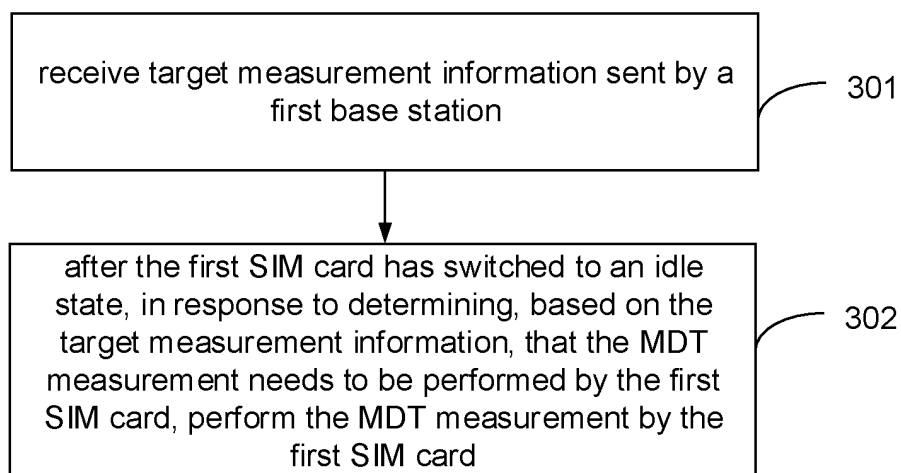 receive target measurement information sent by a
first base station
301
after the first SIM card has switched to an idle
state, in response to determining, based on the
target measurement information, that the MDT
measurement needs to be performed by the first
SIM card, perform the MDT measurement by the
first SIM card
302